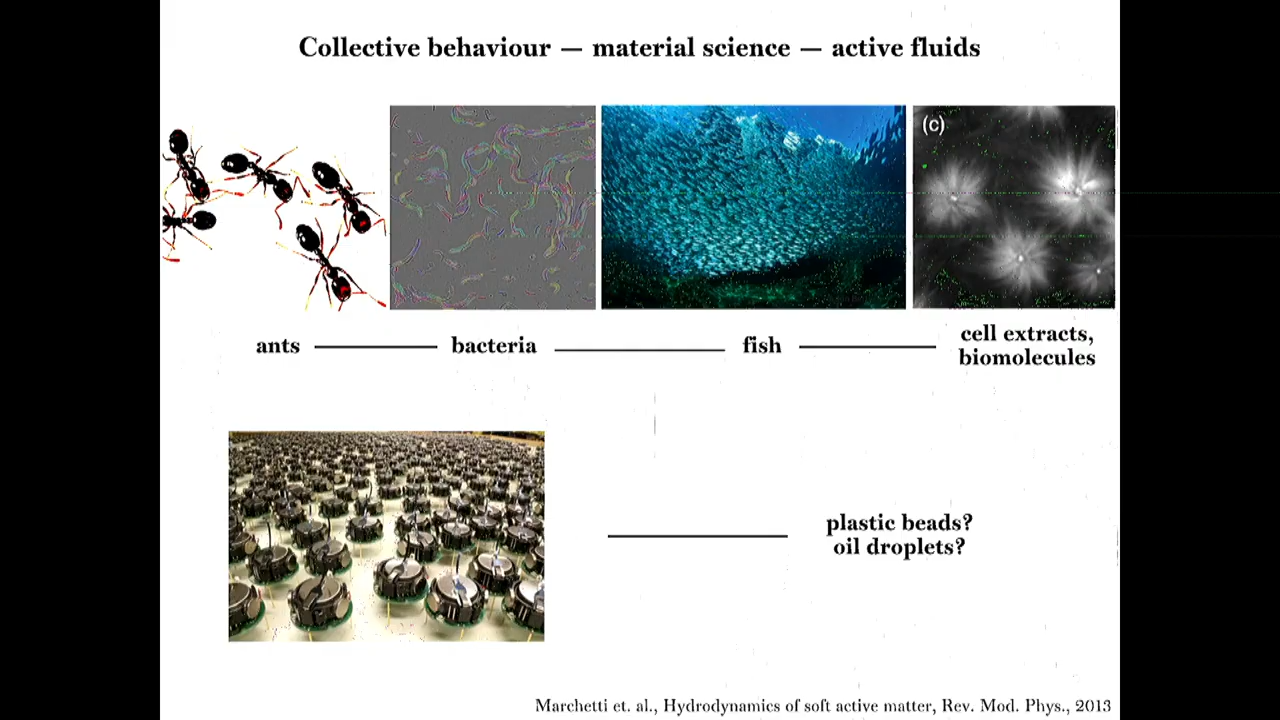 Collective behaviour — material science — active fluids
(c)
ants
bacteria
fish
cell extracts,
biomolecules
plastic beads?
oil droplets?
Marchetti et. al., Hydrodynamics of soft active matter, Rev. Mod. Phys., 2013